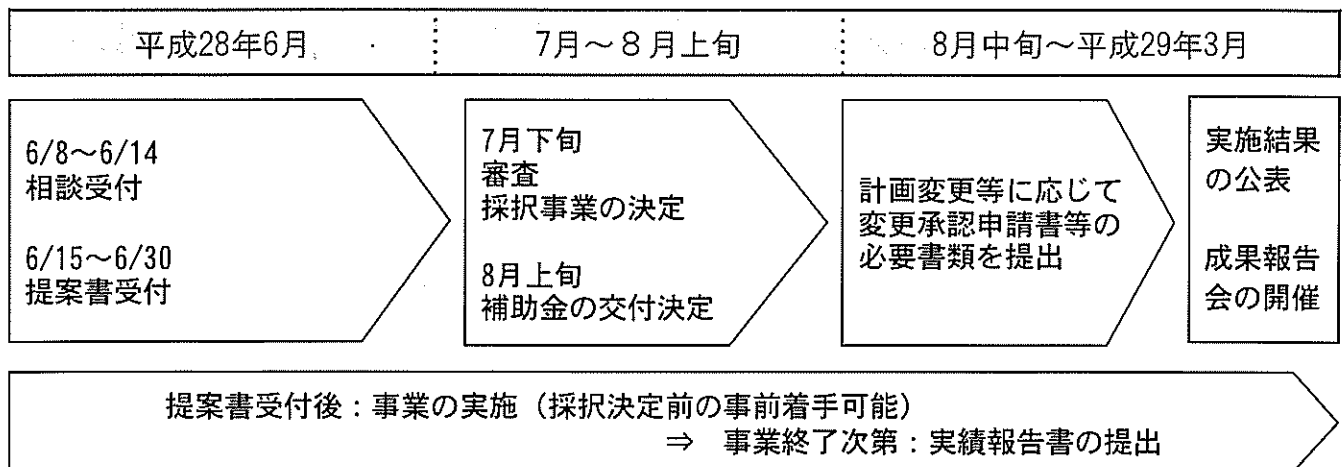 平成28年6月
7月～８月上旬
8月中旬～平成29年3月
6/8～6/14
相談受付
6/15～6/30
提案書受付
7月下旬
審査
採択事業の決定
8月上旬
補助金の交付決定
計画変更等に応じて
変更承認申請書等の
必要書類を提出
実施結果
の公表
成果報告
会の開催
提案書受付後：事業の実施（採択決定前の事前着手可能）
⇒　事業終了次第：実績報告書の提出